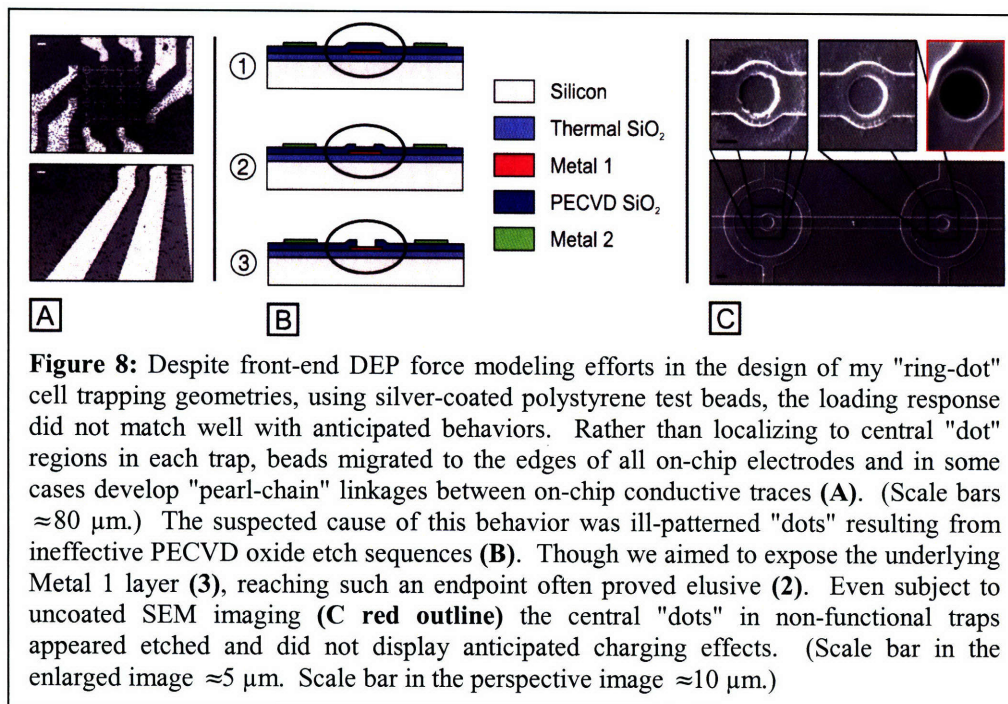 ①
②
③
Silicon
Thermal SiO₂
Metal 1
PECVD SiO₂
Metal 2
A
B
C
Figure 8: Despite front-end DEP force modeling efforts in the design of my "ring-dot"
cell trapping geometries, using silver-coated polystyrene test beads, the loading response
did not match well with anticipated behaviors. Rather than localizing to central "dot"
regions in each trap, beads migrated to the edges of all on-chip electrodes and in some
cases develop "pearl-chain" linkages between on-chip conductive traces (A). (Scale bars
≈80 µm.) The suspected cause of this behavior was ill-patterned "dots" resulting from
ineffective PECVD oxide etch sequences (B). Though we aimed to expose the underlying
Metal 1 layer (3), reaching such an endpoint often proved elusive (2). Even subject to
uncoated SEM imaging (C red outline) the central "dots" in non-functional traps
appeared etched and did not display anticipated charging effects. (Scale bar in the
enlarged image ≈5 µm. Scale bar in the perspective image ≈10 µm.)